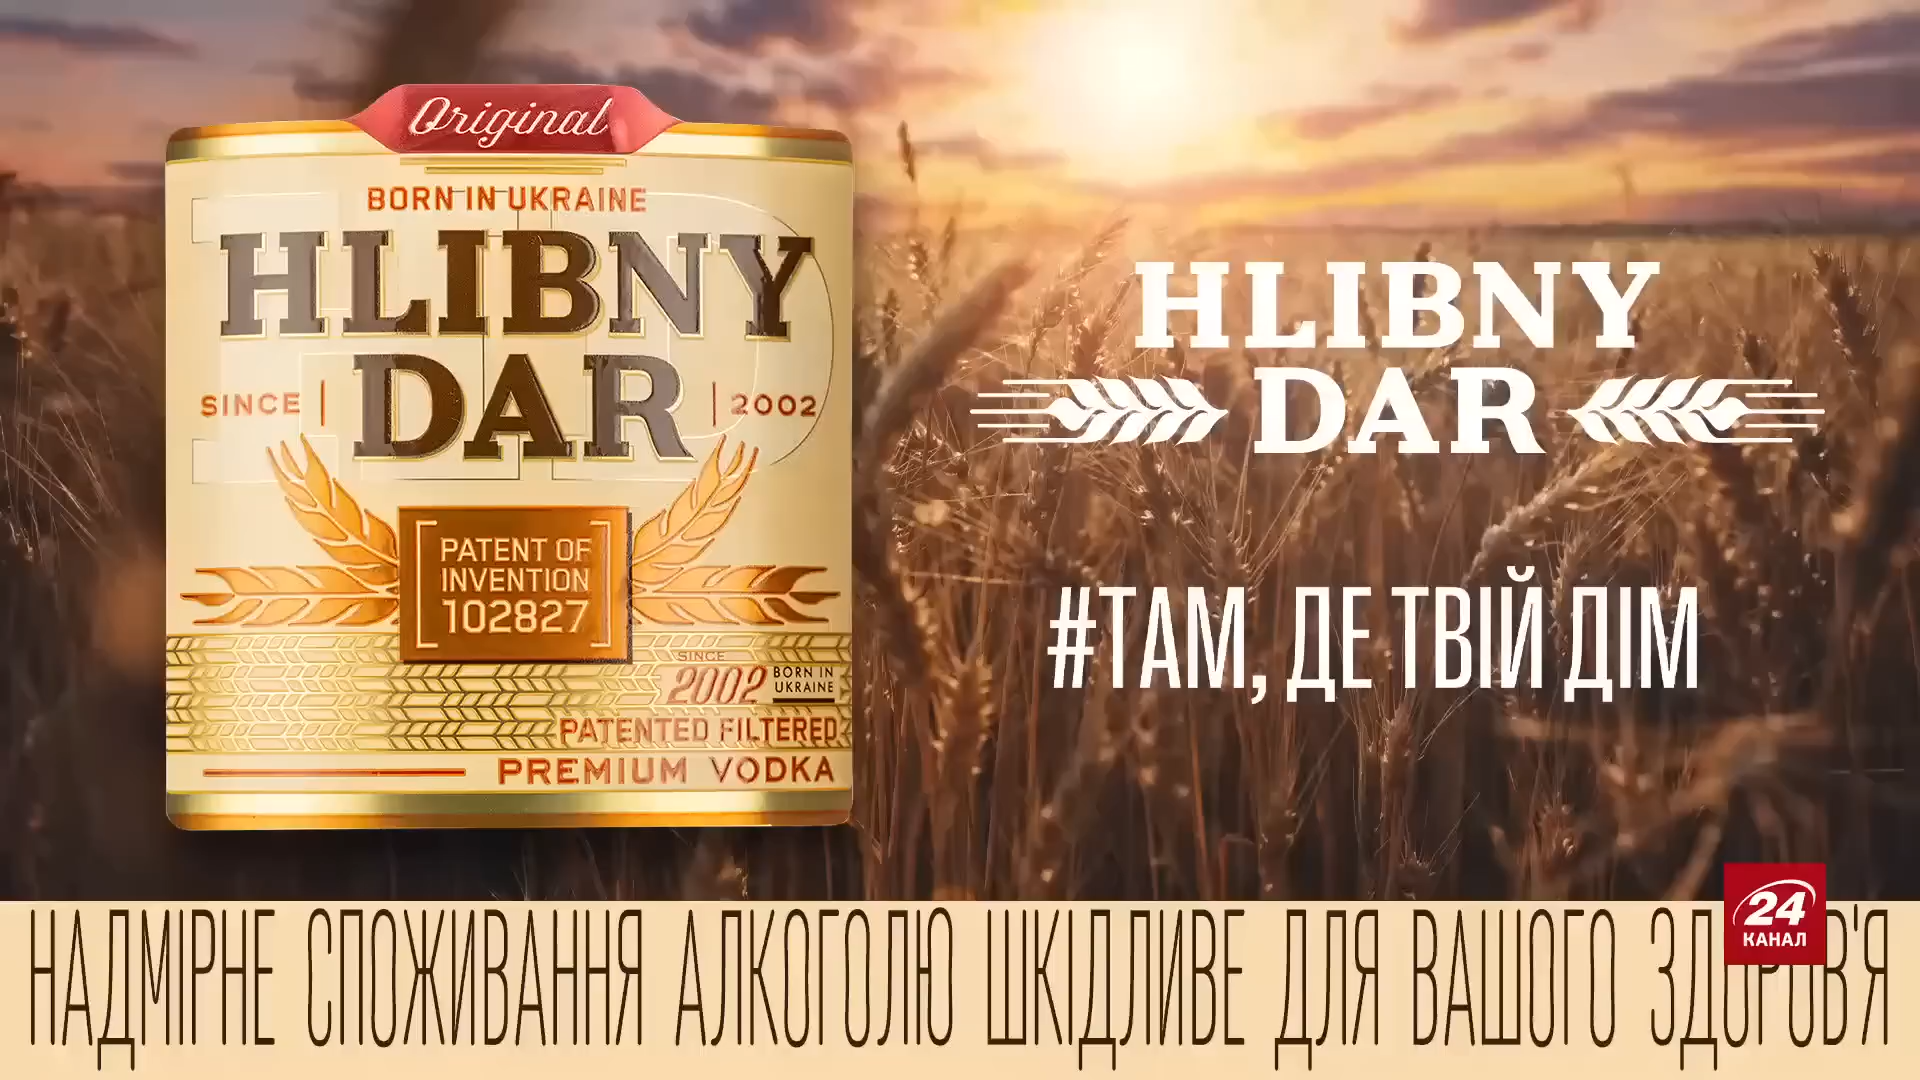 Original
BORN IN UKRAINE
HLIBNY
SINCE DAR 2002
PATENT OF
INVENTION
102827
SINCE
2002 BORN IN
UKRAINE
PATENTED FILTERED
PREMIUM VODKA
HLIBNY
DAR
#ТАМ, ДЕ ТВІЙ ДІМ
24
КАНАЛ
НАДМІРНЕ СПОЖИВАННЯ АЛКОГОЛЮ ШКІДЛИВЕ ДЛЯ ВАШОГО ЗДОРОВ'Я